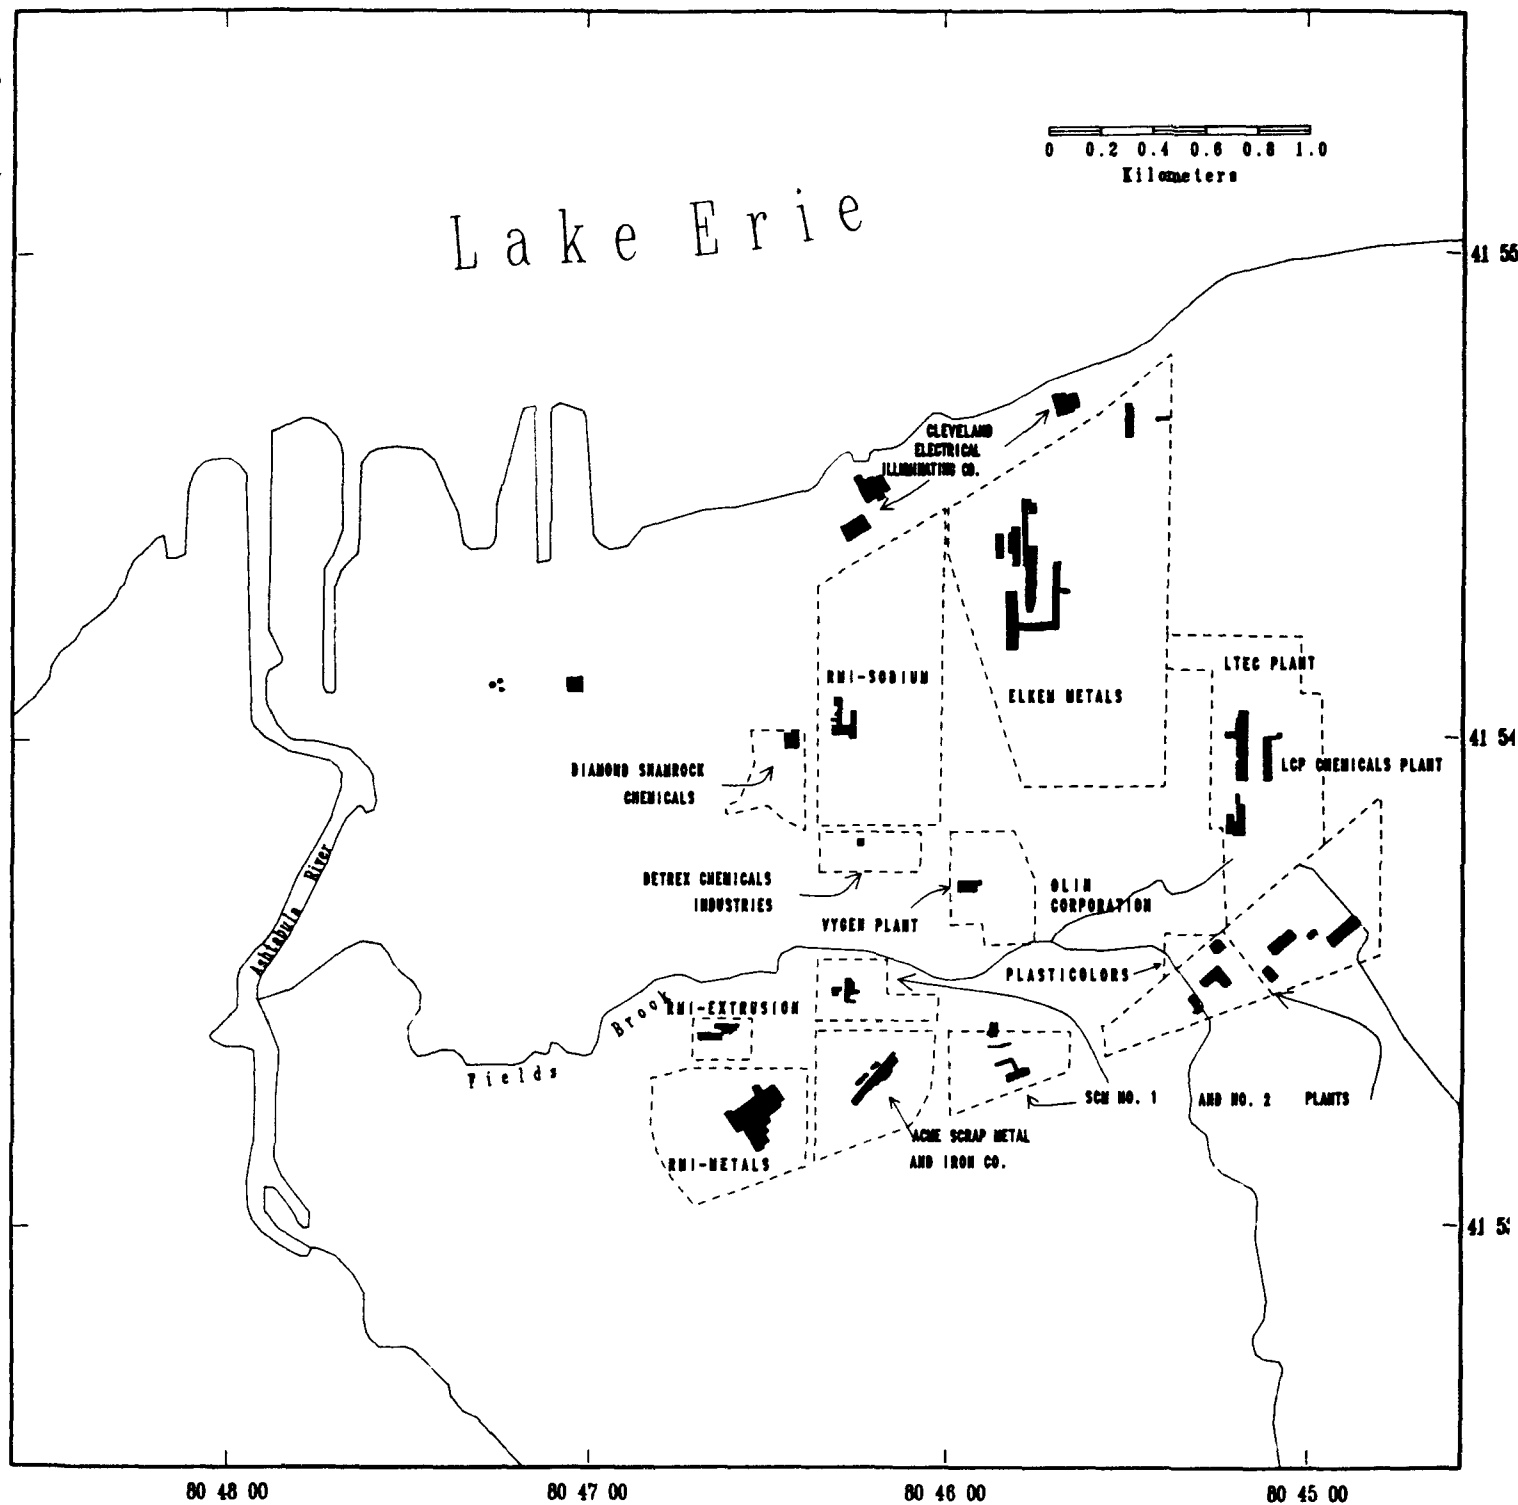 0 0.2 0.4 0.6 0.8 1.0
Kilometers
Lake Erie
41 55
CLEVELAND
ELECTRICAL
ILLUMINATING CO.
LTEC PLANT
RMI-SODIUM
ELKEM METALS
41 54
DIAMOND SHAMROCK
CHEMICALS
LCP CHEMICALS PLANT
Ashtabula River
DETREX CHEMICALS
INDUSTRIES
OLIN
CORPORATION
VYGEN PLANT
PLASTICOLORS
RMI-EXTRUSION
Fields Brook
SCM NO. 1 AND NO. 2 PLANTS
ACME SCRAP METAL
AND IRON CO.
RMI-METALS
41 53
80 48 00 80 47 00 80 46 00 80 45 00